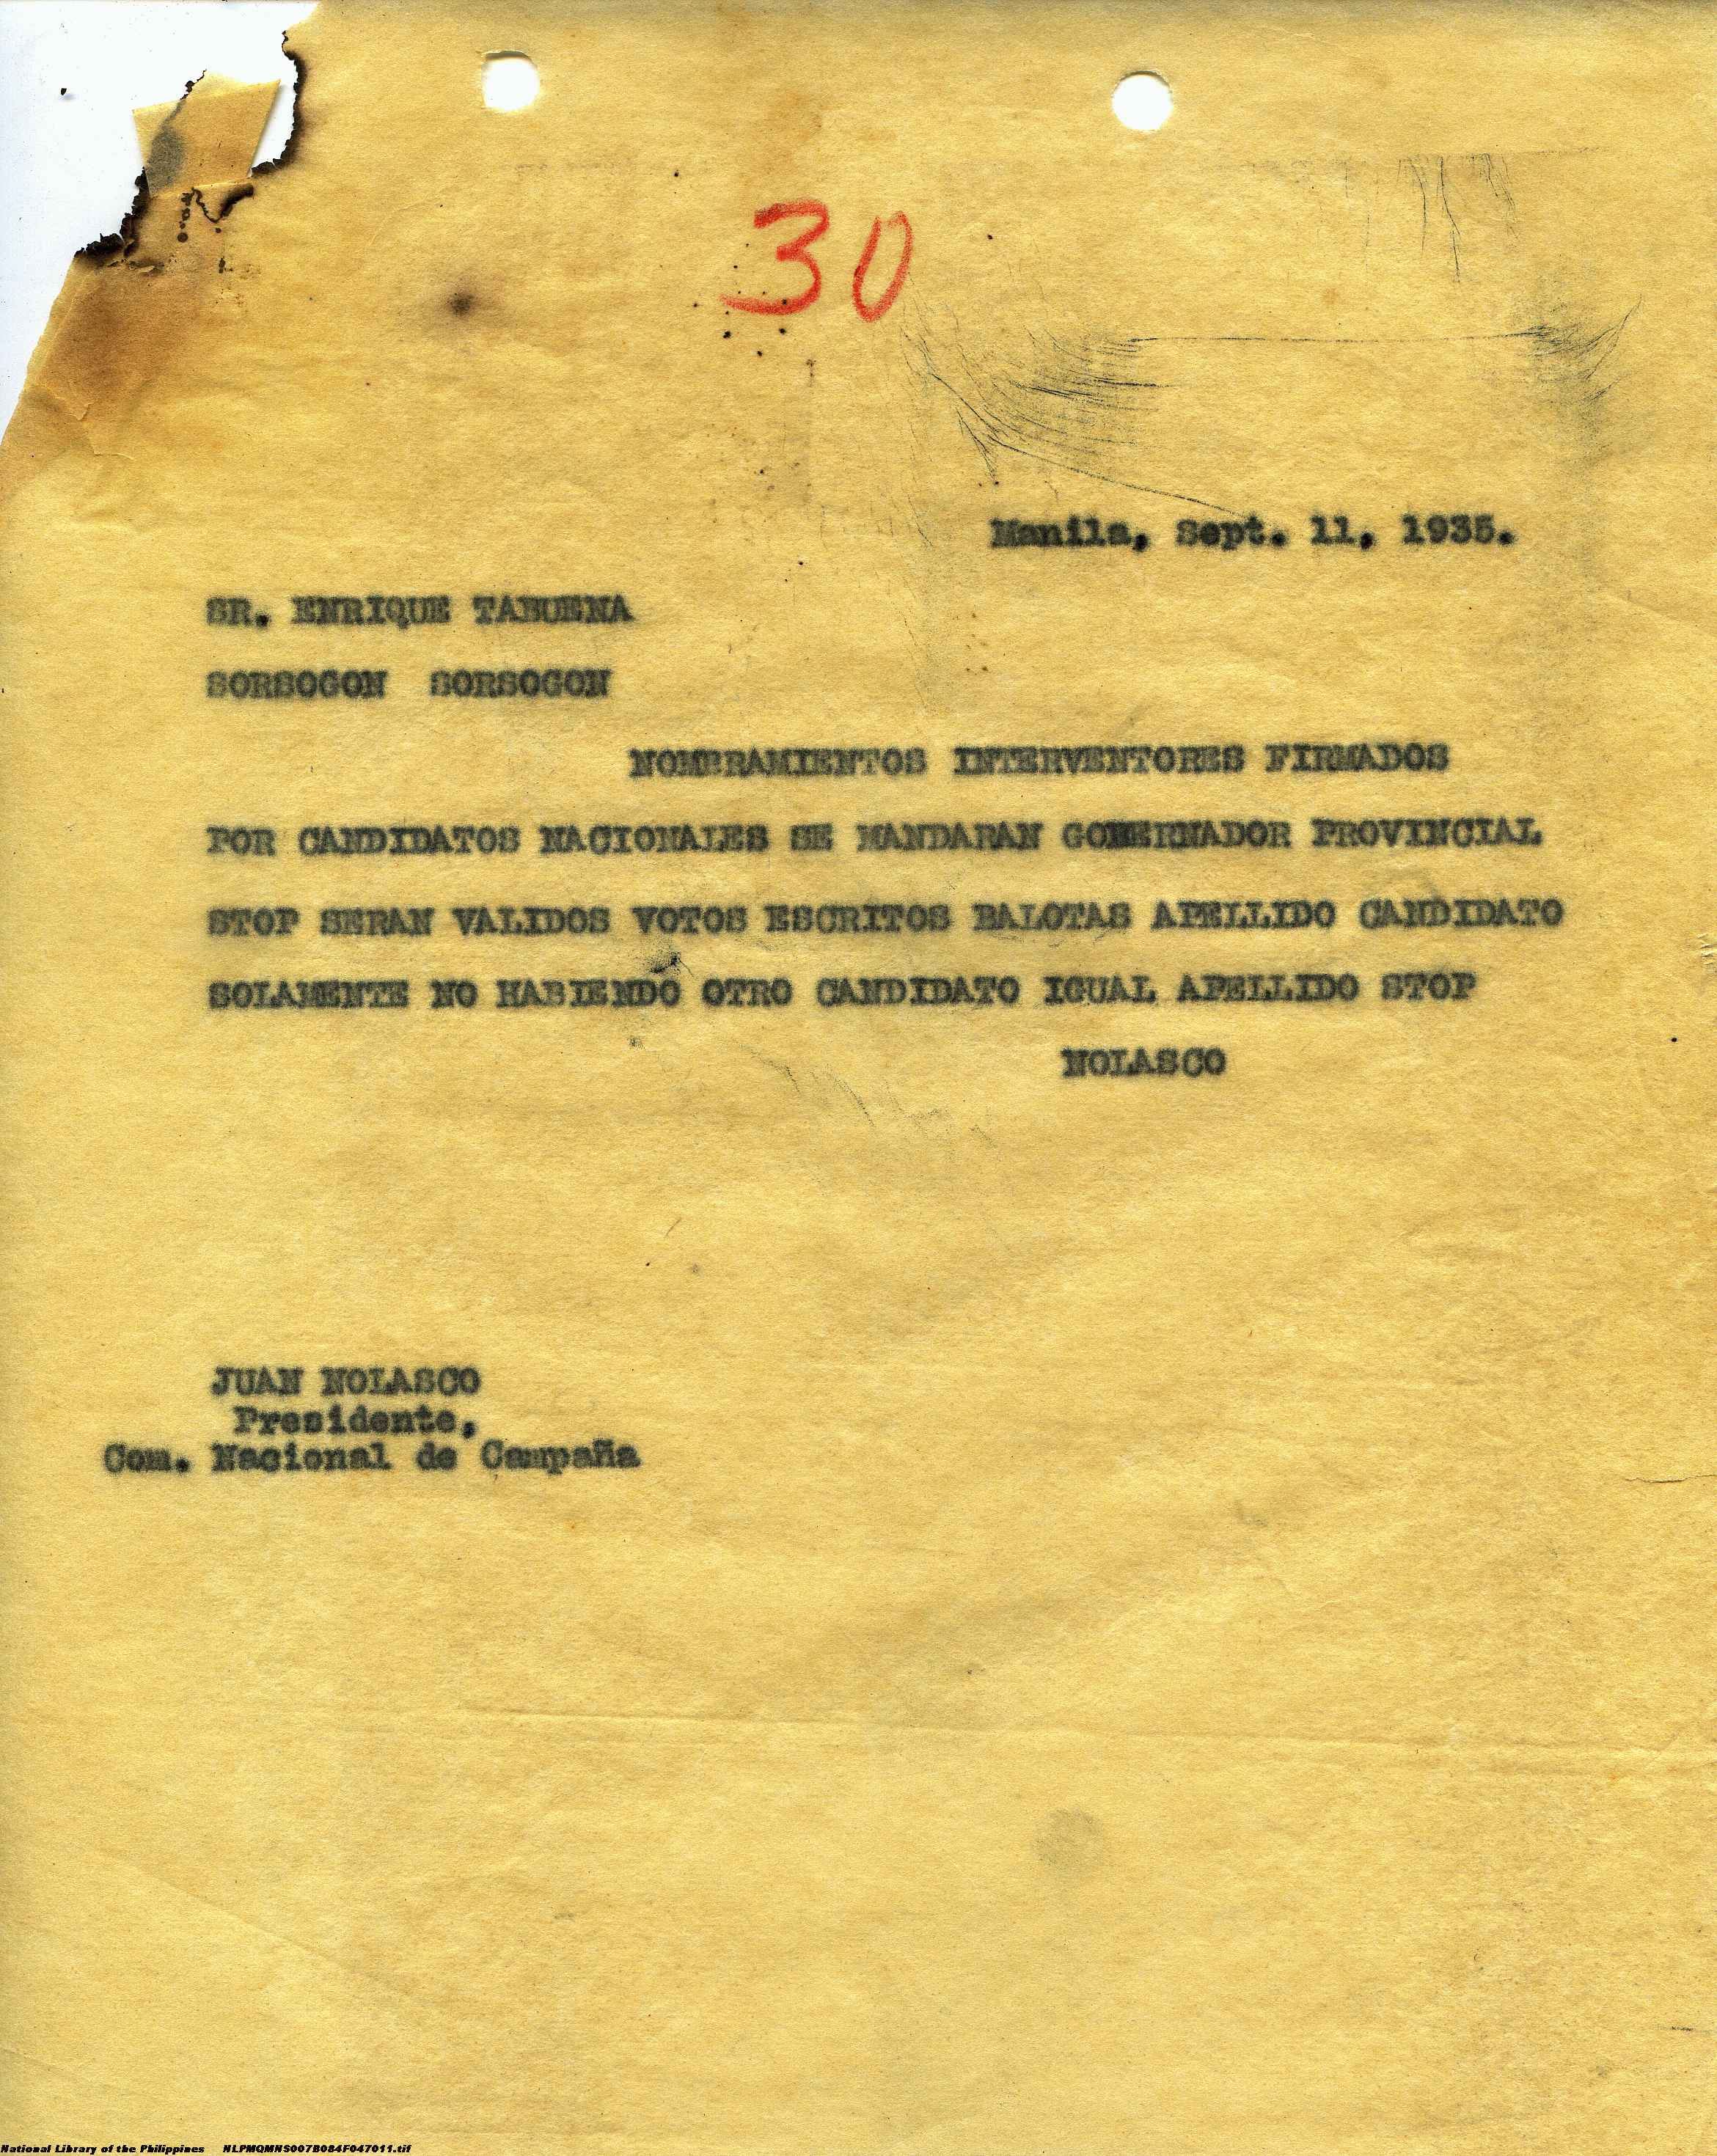 30
Manila, Sept. 11, 1935.
SR. ENRIQUE TABUENA
SORSOGON SORSOGON
NOMBRAMIENTOS INTERVENTORES FIRMADOS
POR CANDIDATOS NACIONALES SE MANDARAN GOBERNADOR PROVINCIAL
STOP SERAN VALIDOS VOTOS ESCRITOS BALOTAS APELLIDO CANDIDATO
SOLAMENTE NO HABIENDO OTRO CANDIDATO IGUAL APELLIDO STOP
NOLASCO
JUAN NOLASCO
Presidente,
Com. Nacional de Campaña
National Library of the Philippines NLPMQMNS007B084F047011.tif